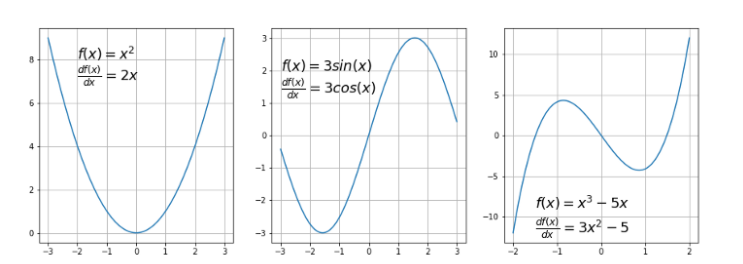 f(x) = x²
df(x)/dx = 2x
8
6
4
2
0
−3 −2 −1 0 1 2 3
f(x) = 3sin(x)
df(x)/dx = 3cos(x)
3
2
1
0
−1
−2
−3
−3 −2 −1 0 1 2 3
10
5
0
−5
−10
f(x) = x³ − 5x
df(x)/dx = 3x² − 5
−2 −1 0 1 2